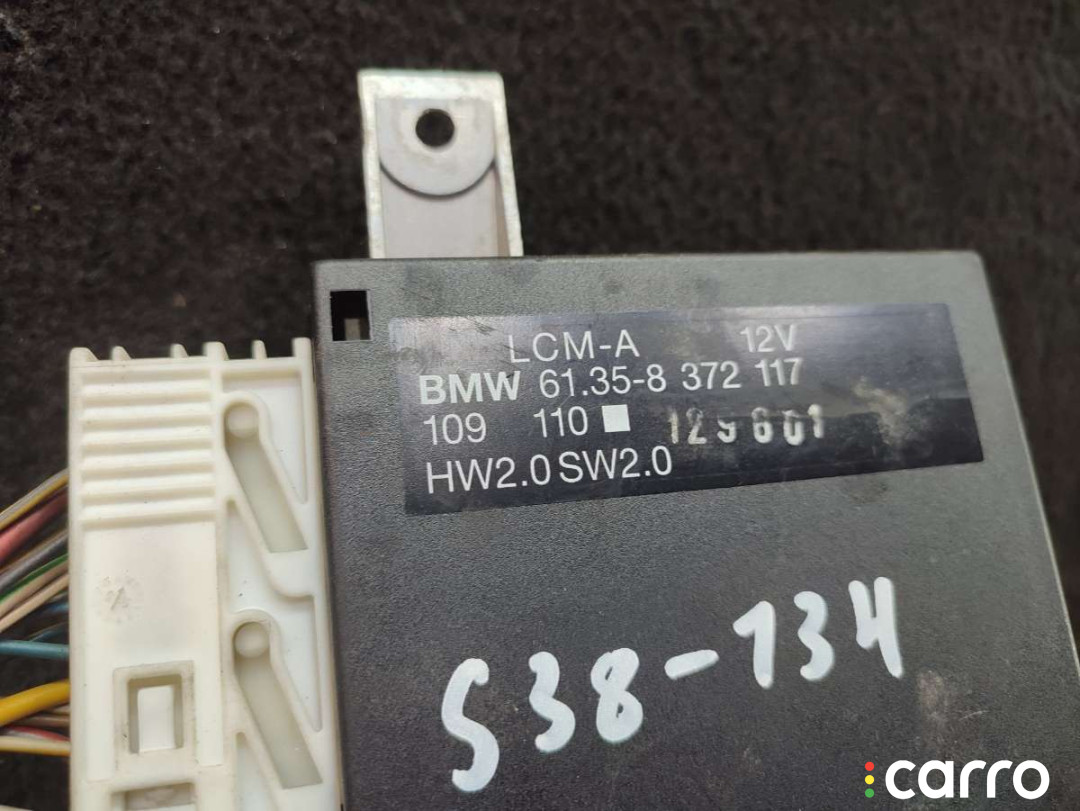 LCM-A 12V
BMW 61.35-8 372 117
109 110 129601
HW2.0 SW2.0
S38-134
carro